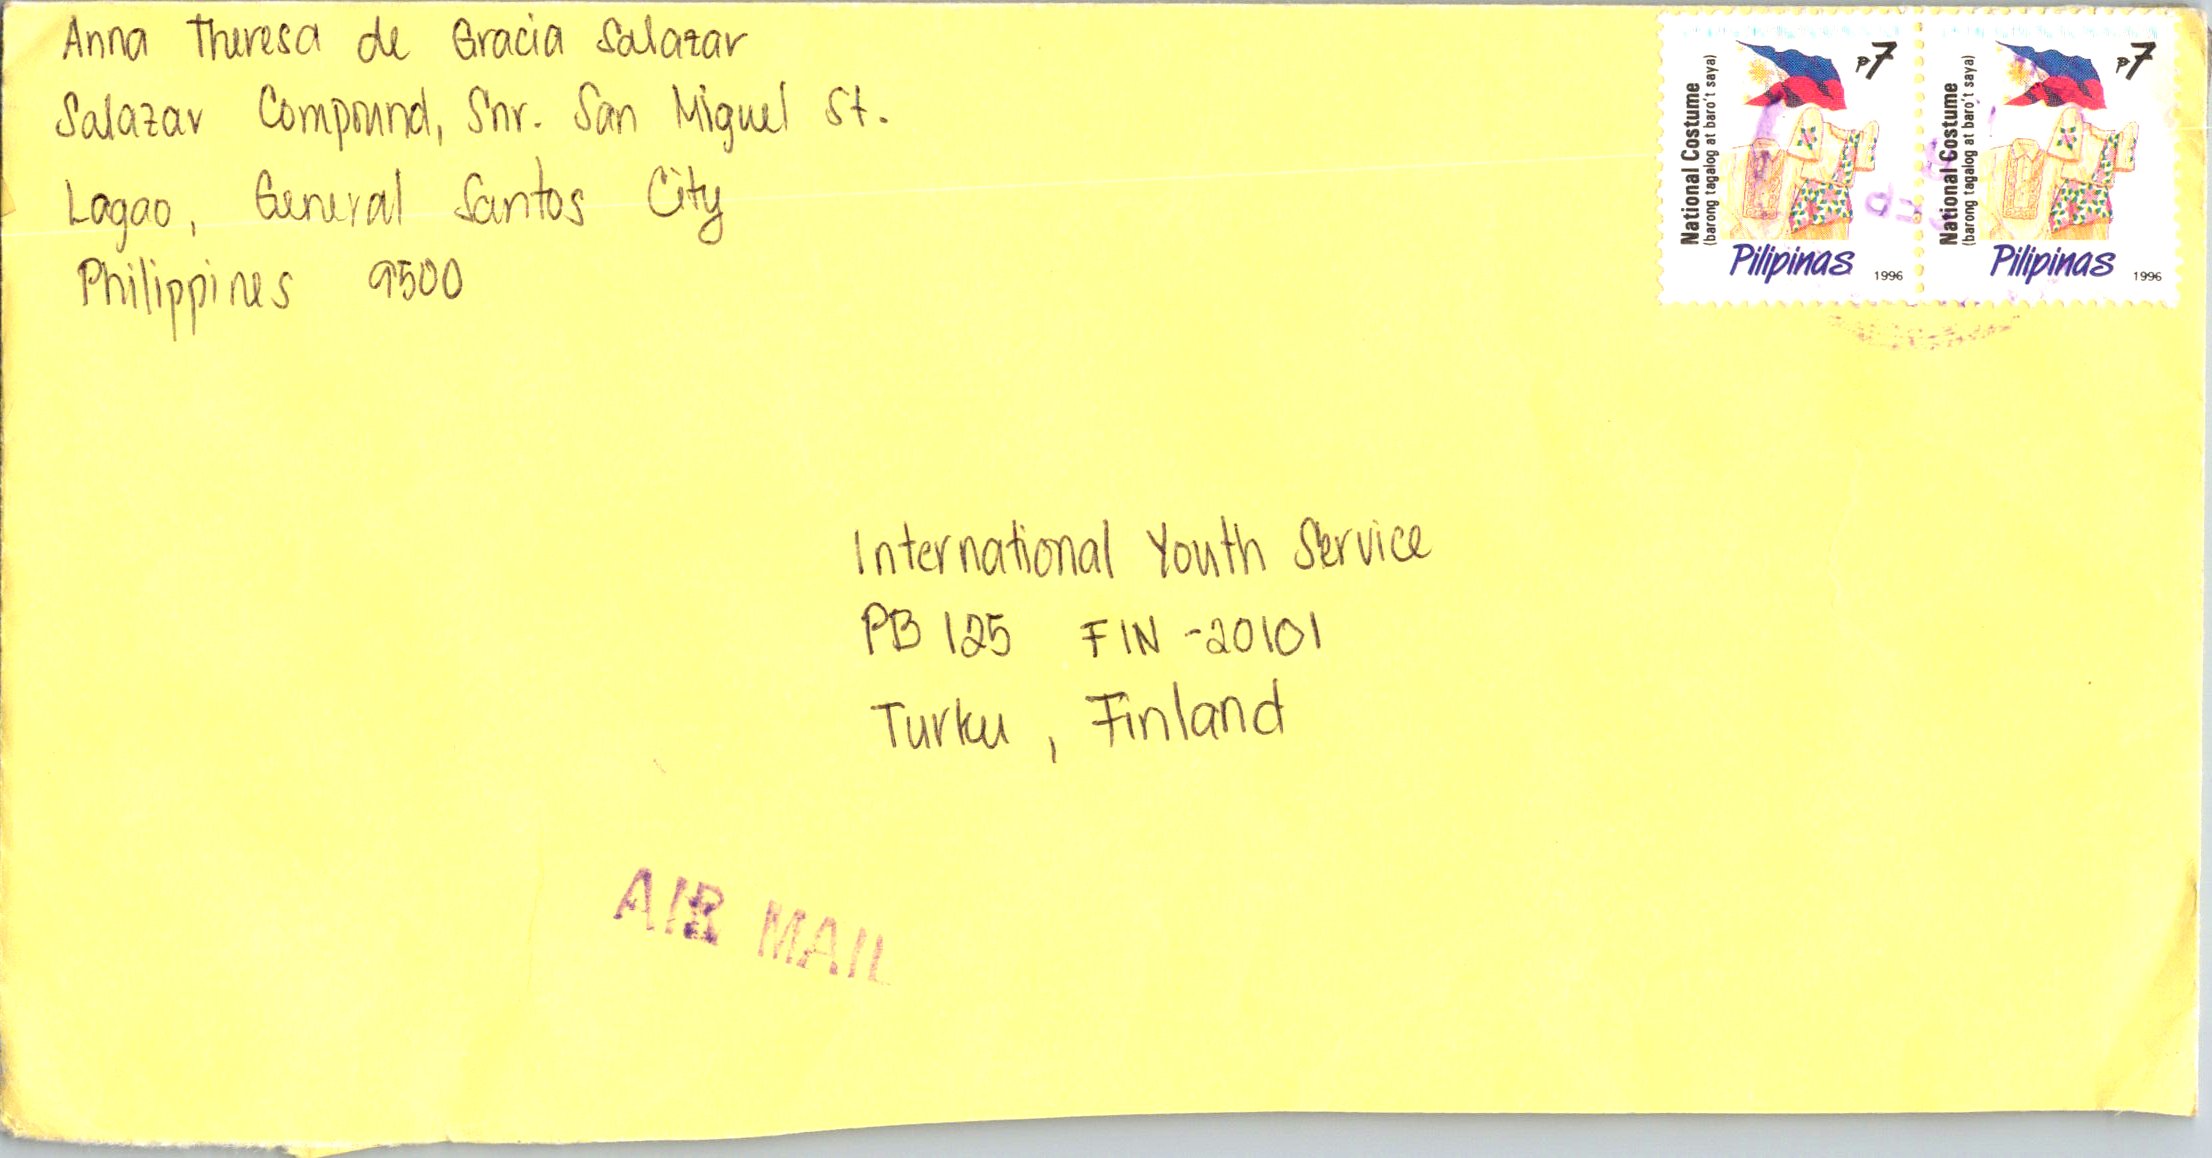 Anna Theresa de Gracia Salazar
Salazar Compound, Snr. San Miguel St.
Lagao, General Santos City
Philippines 9500
₱7
National Costume
(barong tagalog at baro't saya)
Pilipinas
1996
₱7
National Costume
(barong tagalog at baro't saya)
Pilipinas
1996
International Youth Service
PB 125 FIN -20101
Turku, Finland
AIR MAIL